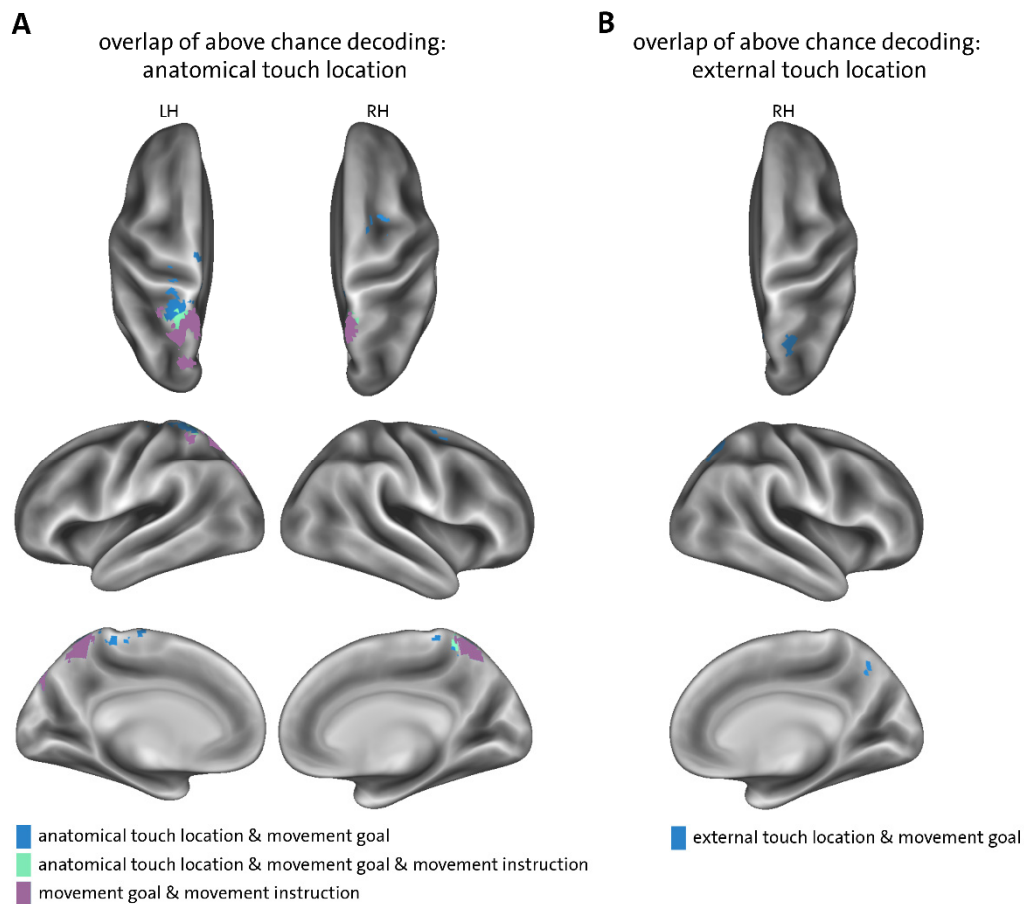 A
overlap of above chance decoding:
anatomical touch location
LH
RH
anatomical touch location & movement goal
anatomical touch location & movement goal & movement instruction
movement goal & movement instruction
B
overlap of above chance decoding:
external touch location
RH
external touch location & movement goal